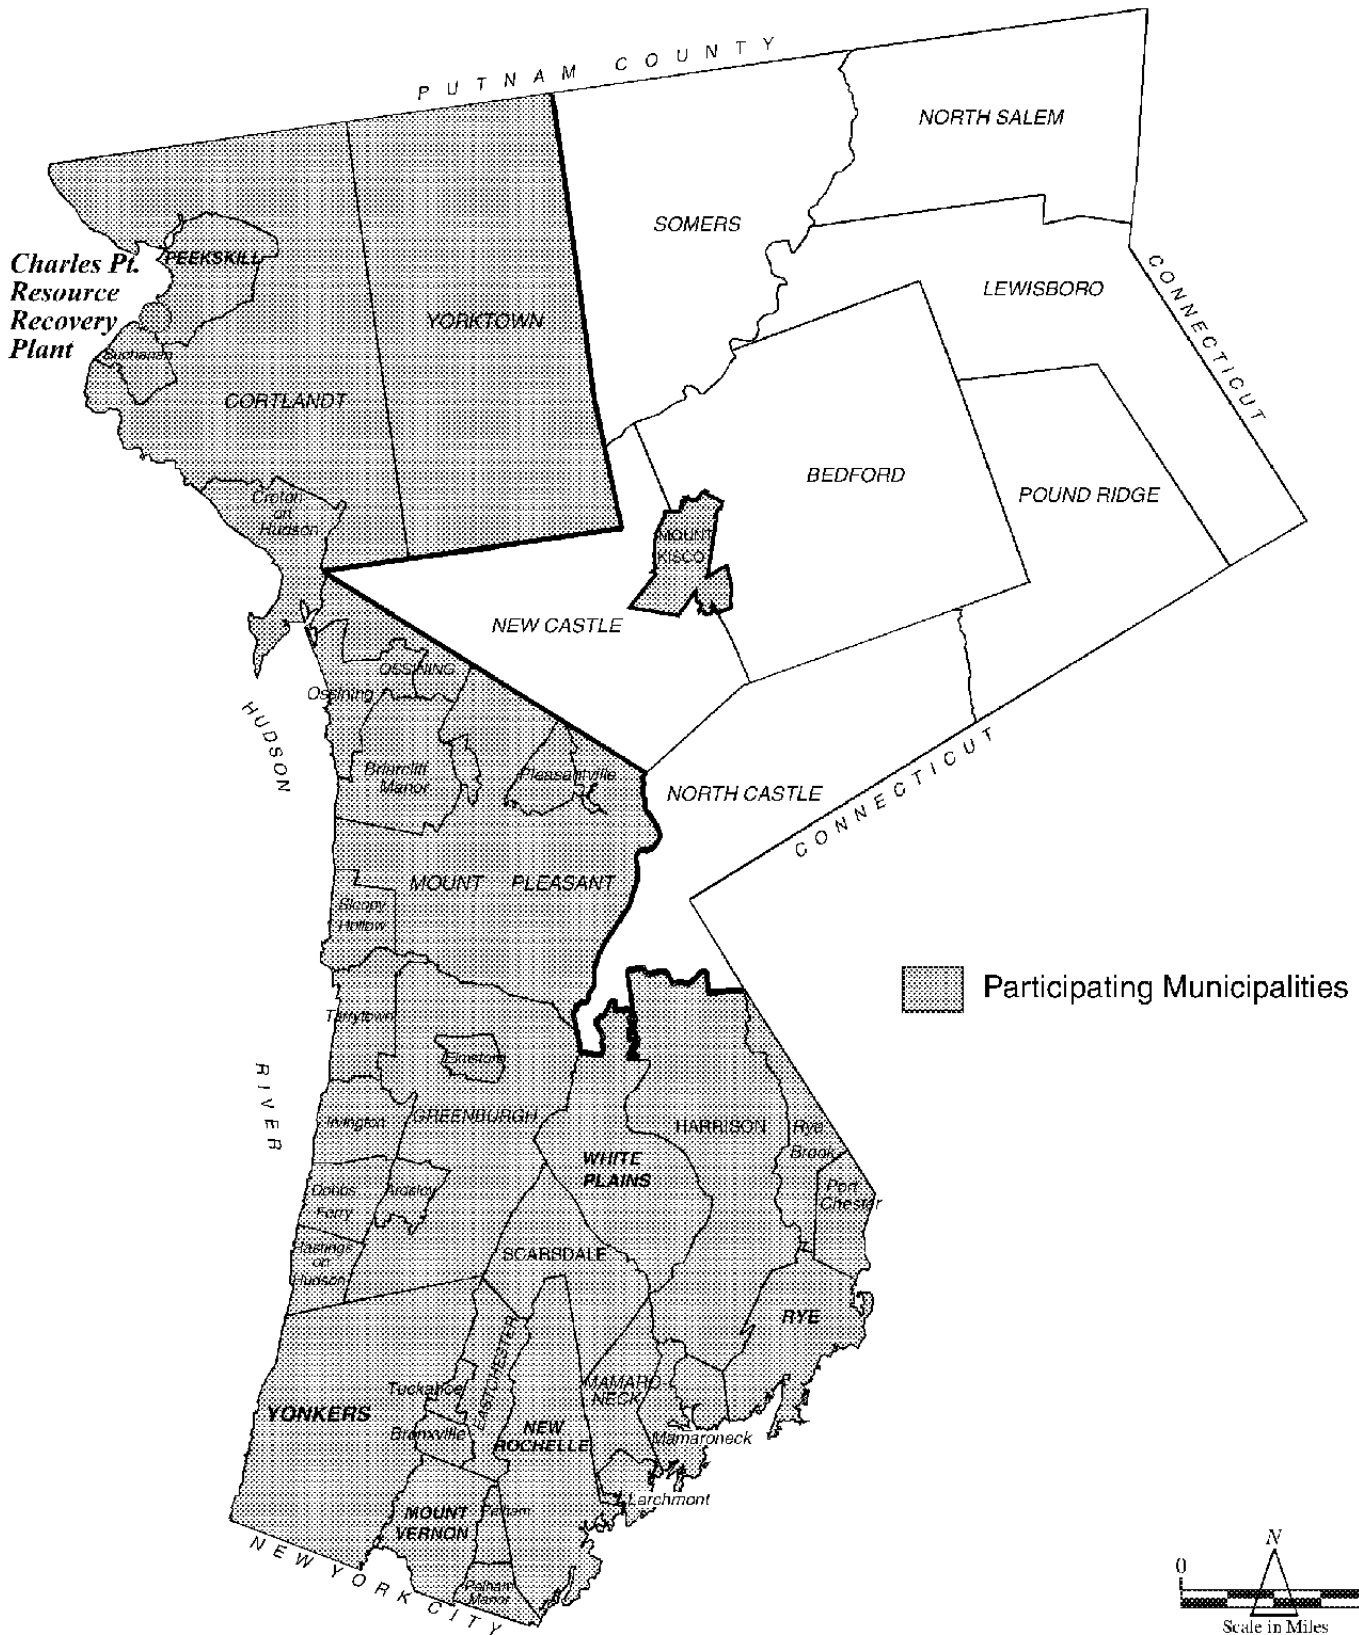 PUTNAM COUNTY
NORTH SALEM
SOMERS
PEEKSKILL
Charles Pt.
Resource
Recovery
Plant
LEWISBORO
CONNECTICUT
YORKTOWN
Buchanan
CORTLANDT
BEDFORD
POUND RIDGE
Croton
on
Hudson
MOUNT
KISCO
NEW CASTLE
OSSINING
Ossining
HUDSON
Briarcliff
Manor
Pleasantville
NORTH CASTLE
CONNECTICUT
MOUNT PLEASANT
Sleepy
Hollow
Participating Municipalities
Tarrytown
Elmsford
RIVER
Irvington
GREENBURGH
HARRISON
Rye
Brook
WHITE
PLAINS
Dobbs
Ferry
Ardsley
Port
Chester
Hastings
on
Hudson
SCARSDALE
RYE
EASTCHESTER
Tuckahoe
MAMARO-
NECK
YONKERS
Bronxville
NEW
ROCHELLE
Mamaroneck
Larchmont
MOUNT
VERNON
Pelham
NEW YORK CITY
Pelham
Manor
N
0
Scale in Miles